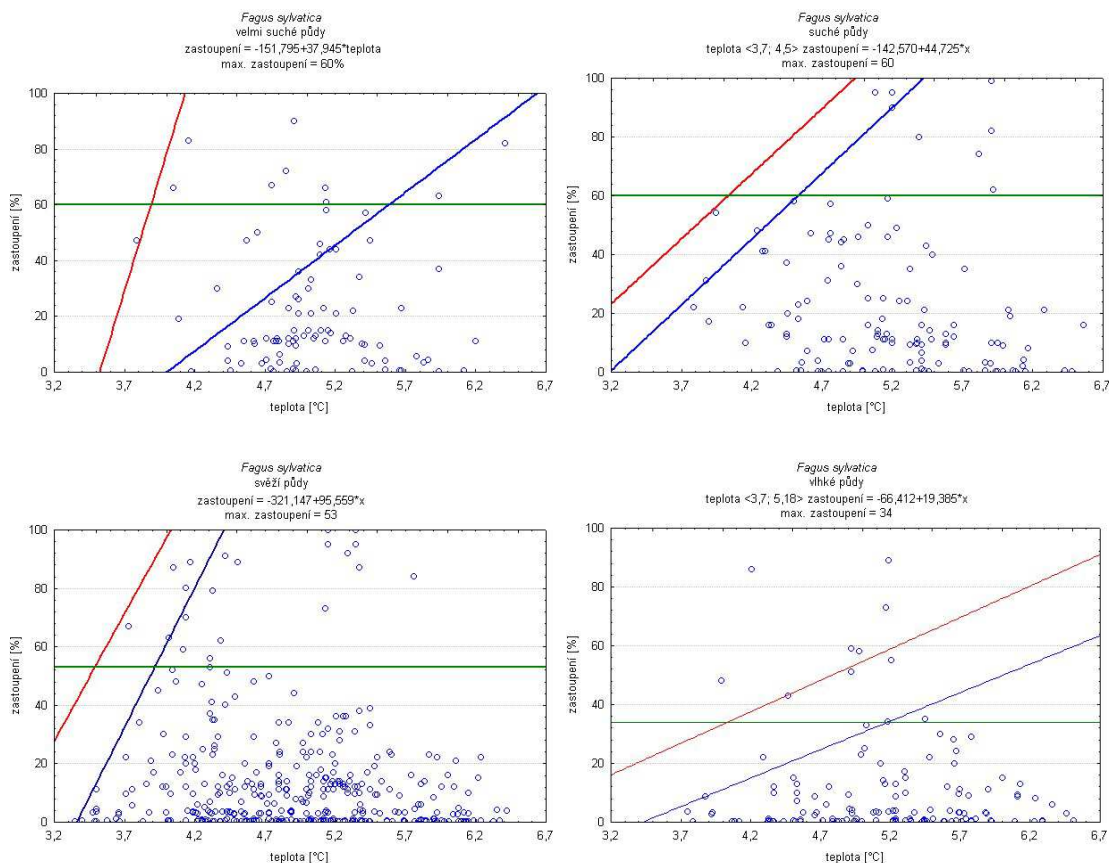 Fagus sylvatica
velmi suché půdy
zastoupení = -151,795+37,945*teplota
max. zastoupení = 60%
100
80
60
40
20
0
zastoupení [%]
3,2 3,7 4,2 4,7 5,2 5,7 6,2 6,7
teplota [°C]
Fagus sylvatica
suché půdy
teplota <3,7; 4,5> zastoupení = -142,570+44,725*x
max. zastoupení = 60
100
80
60
40
20
0
zastoupení [%]
3,2 3,7 4,2 4,7 5,2 5,7 6,2 6,7
teplota [°C]
Fagus sylvatica
svěží půdy
zastoupení = -321,147+95,559*x
max. zastoupení = 53
100
80
60
40
20
0
zastoupení [%]
3,2 3,7 4,2 4,7 5,2 5,7 6,2 6,7
teplota [°C]
Fagus sylvatica
vlhké půdy
teplota <3,7; 5,18> zastoupení = -66,412+19,385*x
max. zastoupení = 34
100
80
60
40
20
0
zastoupení [%]
3,2 3,7 4,2 4,7 5,2 5,7 6,2 6,7
teplota [°C]